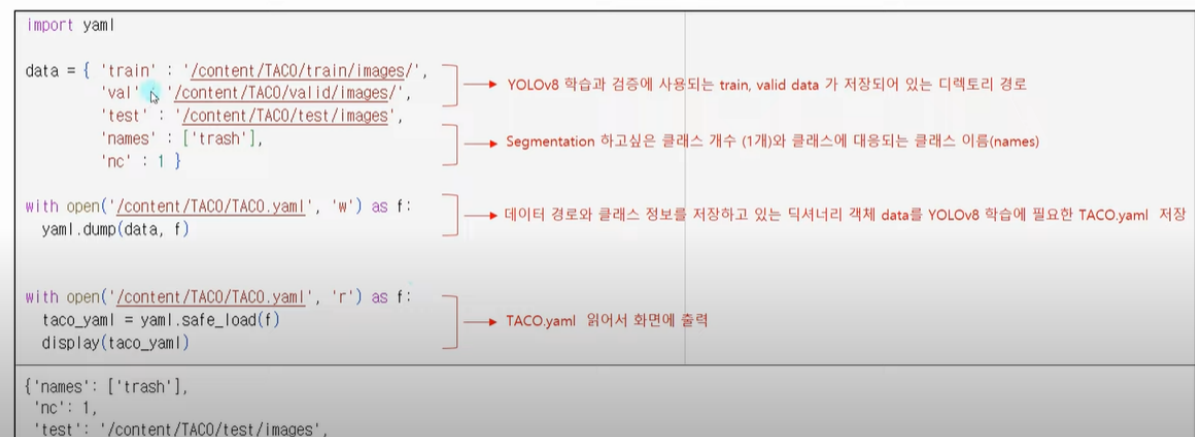 import yaml
data = { 'train' : '/content/TACO/train/images/',
'val' : '/content/TACO/valid/images/',
YOLOv8 학습과 검증에 사용되는 train, valid data 가 저장되어 있는 디렉토리 경로
'test' : '/content/TACO/test/images',
'names' : ['trash'],
'nc' : 1 }
Segmentation 하고싶은 클래스 개수 (1개)와 클래스에 대응되는 클래스 이름(names)
with open('/content/TACO/TACO.yaml', 'w') as f:
yaml.dump(data, f)
데이터 경로와 클래스 정보를 저장하고 있는 딕셔너리 객체 data를 YOLOv8 학습에 필요한 TACO.yaml 저장
with open('/content/TACO/TACO.yaml', 'r') as f:
taco_yaml = yaml.safe_load(f)
display(taco_yaml)
TACO.yaml 읽어서 화면에 출력
{'names': ['trash'],
'nc': 1,
'test': '/content/TACO/test/images',